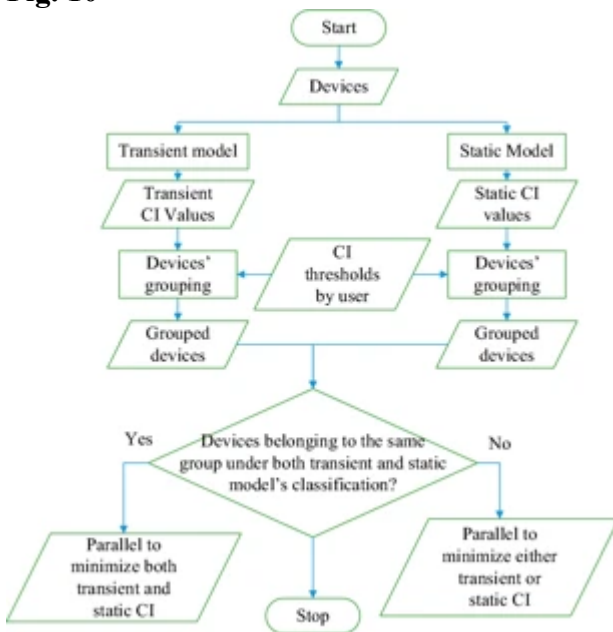 Start
Devices
Transient model
Static Model
Transient
CI Values
Static CI
values
Devices'
grouping
CI
thresholds
by user
Devices'
grouping
Grouped
devices
Grouped
devices
Yes
Devices belonging to the same
group under both transient and static
model's classification?
No
Parallel to
minimize both
transient and
static CI
Parallel to
minimize either
transient or
static CI
Stop